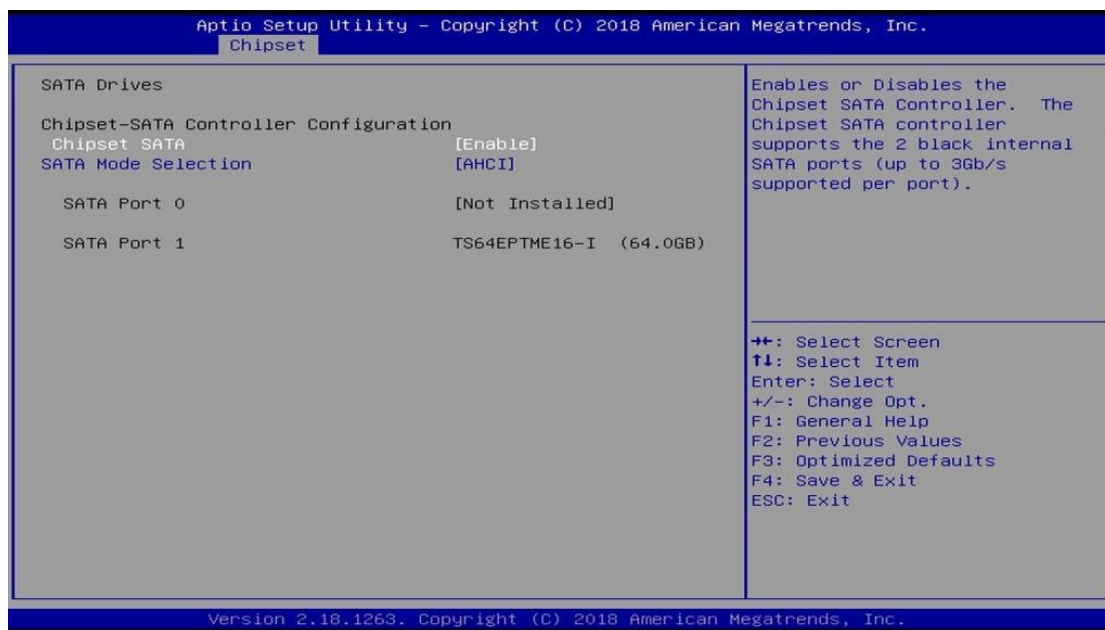 Aptio Setup Utility – Copyright (C) 2018 American Megatrends, Inc.
Chipset
SATA Drives
Chipset-SATA Controller Configuration
Chipset SATA [Enable]
SATA Mode Selection [AHCI]
SATA Port 0 [Not Installed]
SATA Port 1 TS64EPTME16-I (64.0GB)
Enables or Disables the
Chipset SATA Controller. The
Chipset SATA controller
supports the 2 black internal
SATA ports (up to 3Gb/s
supported per port).
→←: Select Screen
↑↓: Select Item
Enter: Select
+/-: Change Opt.
F1: General Help
F2: Previous Values
F3: Optimized Defaults
F4: Save & Exit
ESC: Exit
Version 2.18.1263. Copyright (C) 2018 American Megatrends, Inc.